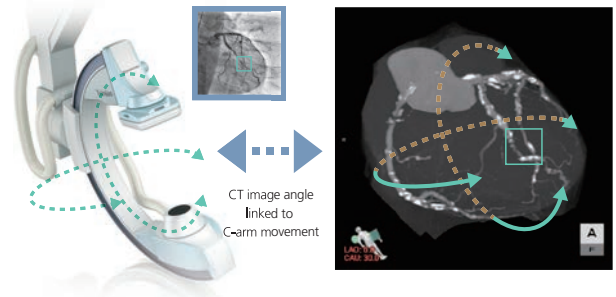 CT image angle
linked to
C-arm movement
A
F
LAO: 0.0
CAU: 30.0